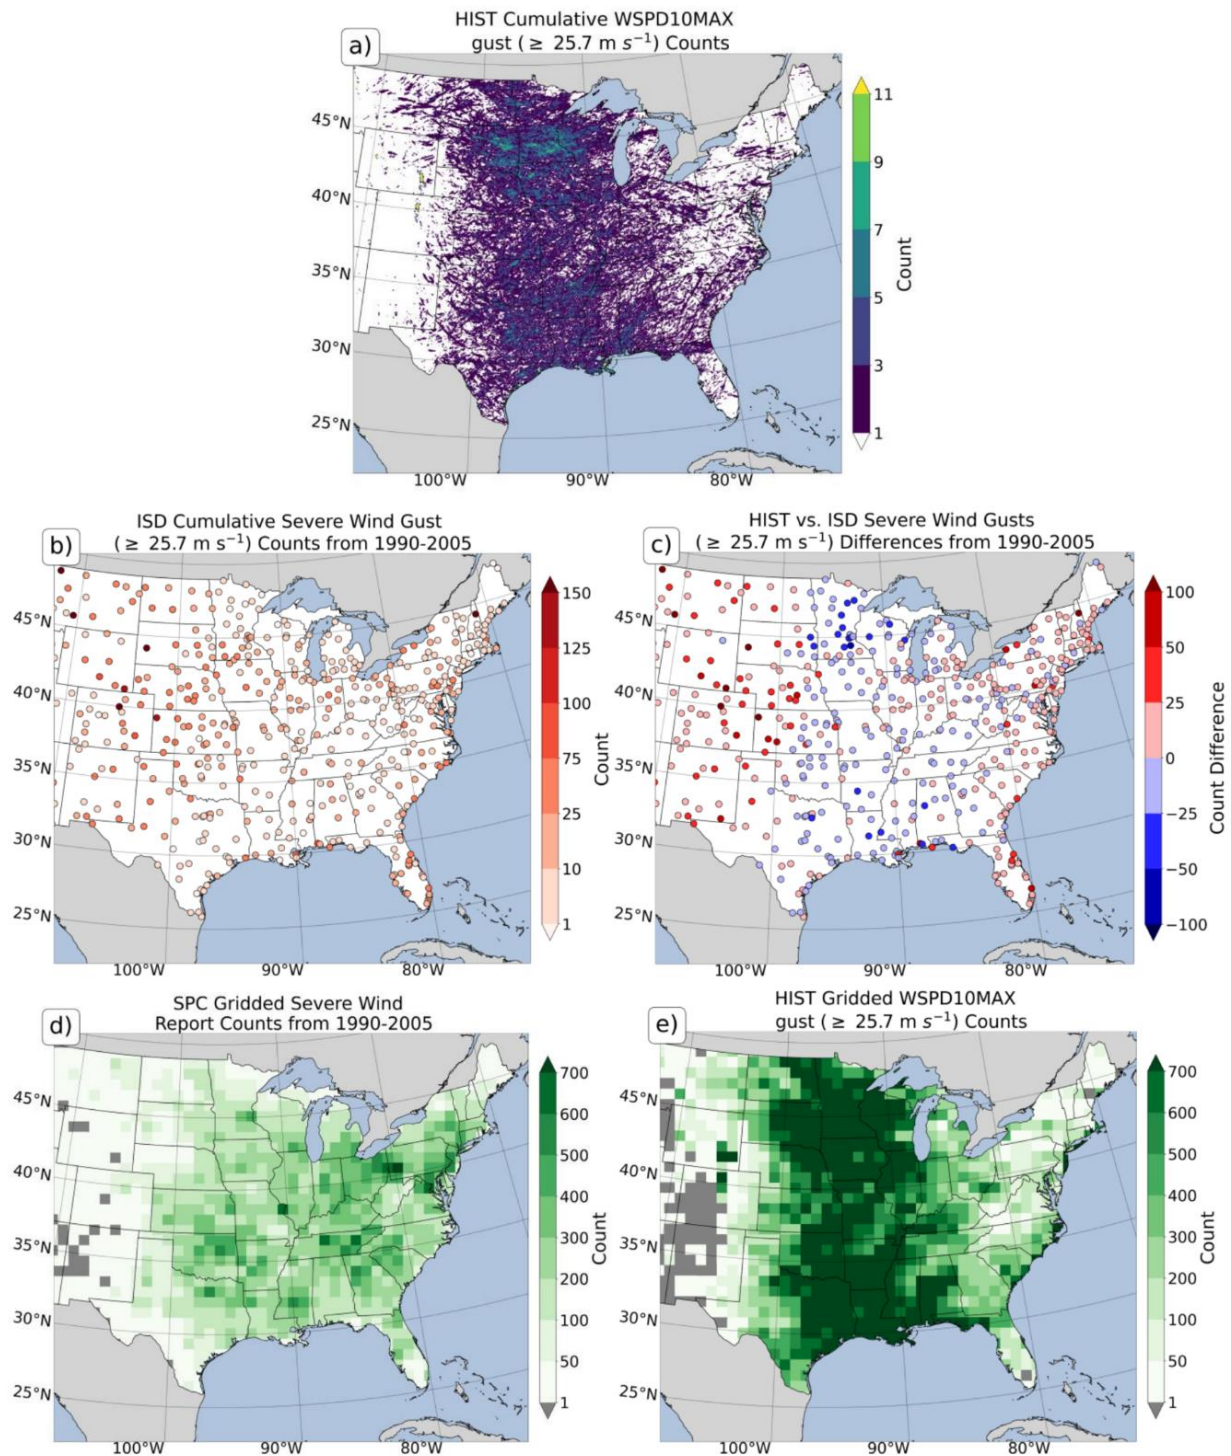 HIST Cumulative WSPD10MAX
a) gust (≥ 25.7 m s⁻¹) Counts
45°N
40°N
35°N
30°N
25°N
100°W 90°W 80°W
11
9
7
5
3
1
Count
b) ISD Cumulative Severe Wind Gust
(≥ 25.7 m s⁻¹) Counts from 1990-2005
45°N
40°N
35°N
30°N
25°N
100°W 90°W 80°W
150
125
100
75
25
10
1
Count
c) HIST vs. ISD Severe Wind Gusts
(≥ 25.7 m s⁻¹) Differences from 1990-2005
45°N
40°N
35°N
30°N
25°N
100°W 90°W 80°W
100
50
25
0
−25
−50
−100
Count Difference
d) SPC Gridded Severe Wind
Report Counts from 1990-2005
45°N
40°N
35°N
30°N
25°N
100°W 90°W 80°W
700
600
500
400
300
200
100
50
1
Count
e) HIST Gridded WSPD10MAX
gust (≥ 25.7 m s⁻¹) Counts
45°N
40°N
35°N
30°N
25°N
100°W 90°W 80°W
700
600
500
400
300
200
100
50
1
Count